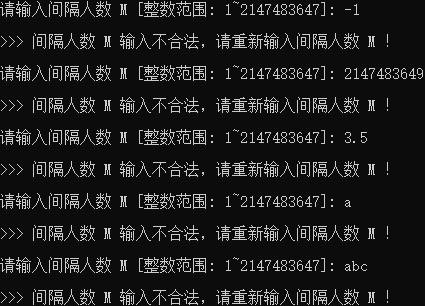 请输入间隔人数 M [整数范围: 1~2147483647]: -1
>>> 间隔人数 M 输入不合法，请重新输入间隔人数 M !
请输入间隔人数 M [整数范围: 1~2147483647]: 2147483649
>>> 间隔人数 M 输入不合法，请重新输入间隔人数 M !
请输入间隔人数 M [整数范围: 1~2147483647]: 3.5
>>> 间隔人数 M 输入不合法，请重新输入间隔人数 M !
请输入间隔人数 M [整数范围: 1~2147483647]: a
>>> 间隔人数 M 输入不合法，请重新输入间隔人数 M !
请输入间隔人数 M [整数范围: 1~2147483647]: abc
>>> 间隔人数 M 输入不合法，请重新输入间隔人数 M !